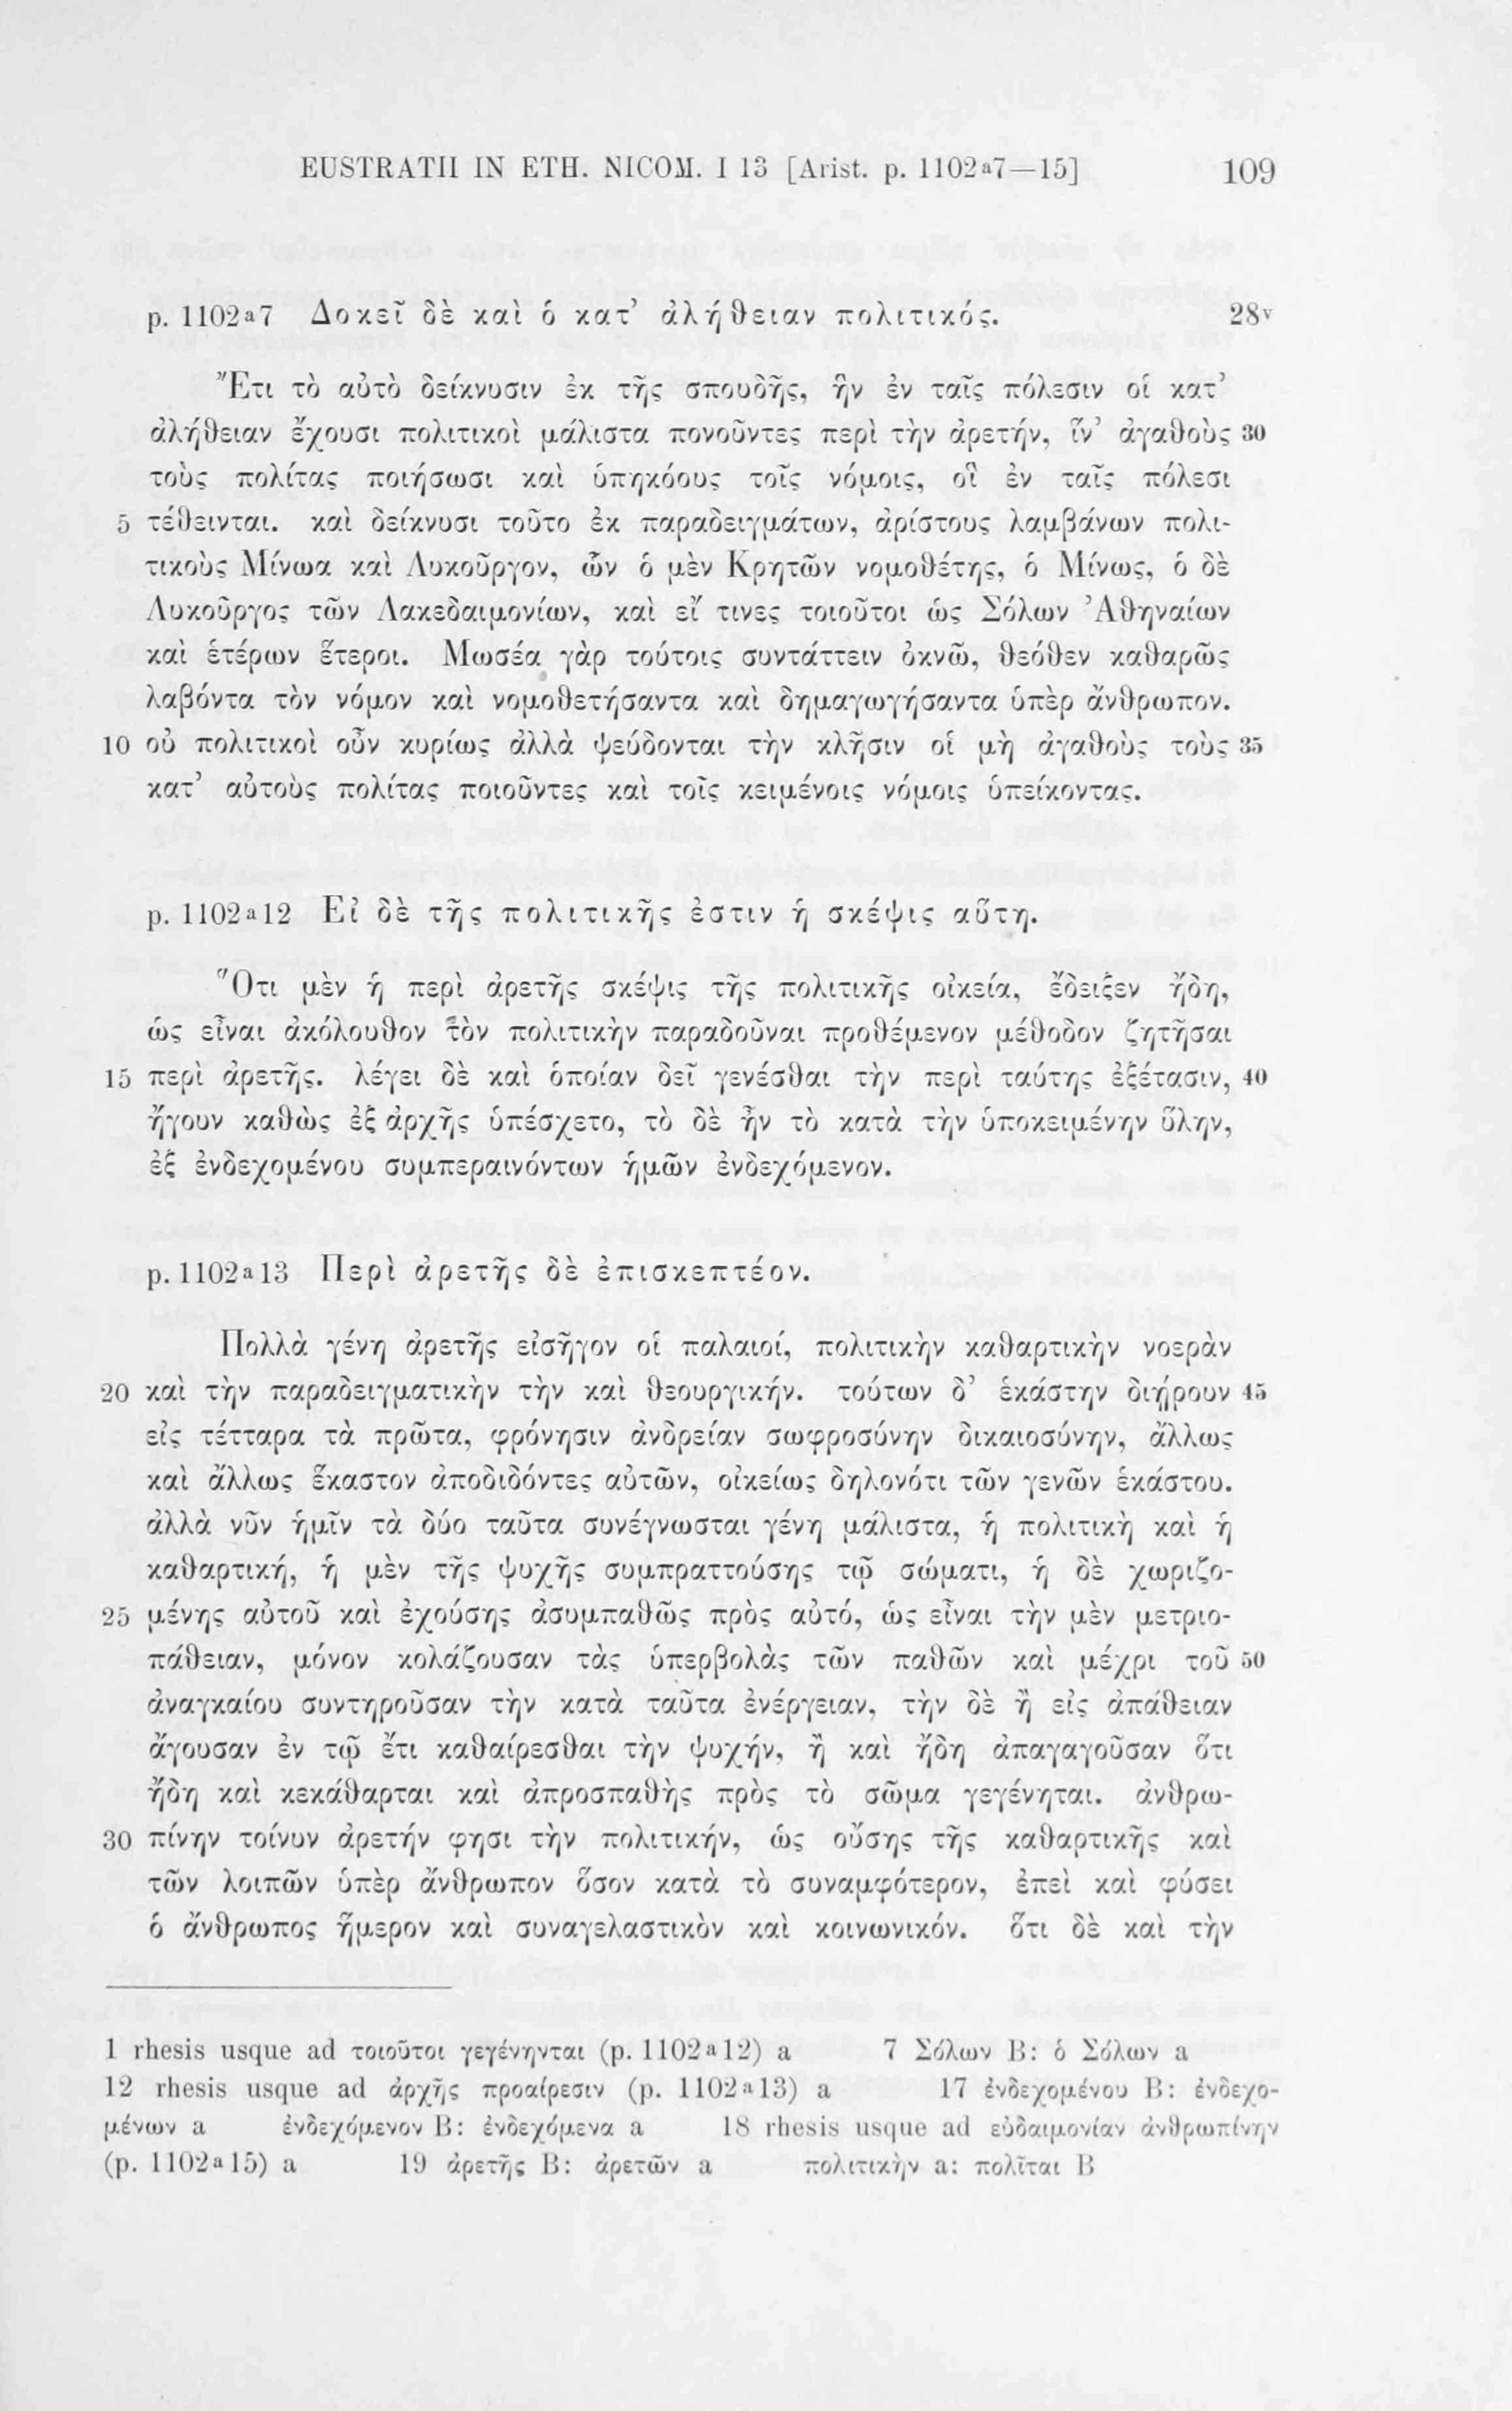 EUSTRATII IN ETH. NICOM. I 13 [Arist. p. 1102ᵃ7—15] 109
p. 1102ᵃ7 Δοκεῖ δὲ καὶ ὁ κατ’ ἀλήθειαν πολιτικός. 28ᵛ
Ἔτι τὸ αὐτὸ δείκνυσιν ἐκ τῆς σπουδῆς, ἣν ἐν ταῖς πόλεσιν οἱ κατ’
ἀλήθειαν ἔχουσι πολιτικοὶ μάλιστα πονοῦντες περὶ τὴν ἀρετήν, ἵν’ ἀγαθοὺς 30
τοὺς πολίτας ποιήσωσι καὶ ὑπηκόους τοῖς νόμοις, οἳ ἐν ταῖς πόλεσι
5 τέθεινται. καὶ δείκνυσι τοῦτο ἐκ παραδειγμάτων, ἀρίστους λαμβάνων πολι-
τικοὺς Μίνωα καὶ Λυκοῦργον, ὧν ὁ μὲν Κρητῶν νομοθέτης, ὁ Μίνως, ὁ δὲ
Λυκοῦργος τῶν Λακεδαιμονίων, καὶ εἴ τινες τοιοῦτοι ὡς Σόλων Ἀθηναίων
καὶ ἑτέρων ἕτεροι. Μωσέα γὰρ τούτοις συντάττειν ὀκνῶ, θεόθεν καθαρῶς
λαβόντα τὸν νόμον καὶ νομοθετήσαντα καὶ δημαγωγήσαντα ὑπὲρ ἄνθρωπον.
10 οὐ πολιτικοὶ οὖν κυρίως ἀλλὰ ψεύδονται τὴν κλῆσιν οἱ μὴ ἀγαθοὺς τοὺς 35
κατ’ αὐτοὺς πολίτας ποιοῦντες καὶ τοῖς κειμένοις νόμοις ὑπείκοντας.
p. 1102ᵃ12 Εἰ δὲ τῆς πολιτικῆς ἐστιν ἡ σκέψις αὕτη.
Ὅτι μὲν ἡ περὶ ἀρετῆς σκέψις τῆς πολιτικῆς οἰκεία, ἔδειξεν ἤδη,
ὡς εἶναι ἀκόλουθον τὸν πολιτικὴν παραδοῦναι προθέμενον μέθοδον ζητῆσαι
15 περὶ ἀρετῆς. λέγει δὲ καὶ ὁποίαν δεῖ γενέσθαι τὴν περὶ ταύτης ἐξέτασιν, 40
ἤγουν καθὼς ἐξ ἀρχῆς ὑπέσχετο, τὸ δὲ ἦν τὸ κατὰ τὴν ὑποκειμένην ὕλην,
ἐξ ἐνδεχομένου συμπεραινόντων ἡμῶν ἐνδεχόμενον.
p. 1102ᵃ13 Περὶ ἀρετῆς δὲ ἐπισκεπτέον.
Πολλὰ γένη ἀρετῆς εἰσῆγον οἱ παλαιοί, πολιτικὴν καθαρτικὴν νοερὰν
20 καὶ τὴν παραδειγματικὴν τὴν καὶ θεουργικήν. τούτων δ’ ἑκάστην διῄρουν 45
εἰς τέτταρα τὰ πρῶτα, φρόνησιν ἀνδρείαν σωφροσύνην δικαιοσύνην, ἄλλως
καὶ ἄλλως ἕκαστον ἀποδιδόντες αὐτῶν, οἰκείως δηλονότι τῶν γενῶν ἑκάστου.
ἀλλὰ νῦν ἡμῖν τὰ δύο ταῦτα συνέγνωσται γένη μάλιστα, ἡ πολιτικὴ καὶ ἡ
καθαρτική, ἡ μὲν τῆς ψυχῆς συμπραττούσης τῷ σώματι, ἡ δὲ χωριζο-
25 μένης αὐτοῦ καὶ ἐχούσης ἀσυμπαθῶς πρὸς αὐτό, ὡς εἶναι τὴν μὲν μετριο-
πάθειαν, μόνον κολάζουσαν τὰς ὑπερβολὰς τῶν παθῶν καὶ μέχρι τοῦ 50
ἀναγκαίου συντηροῦσαν τὴν κατὰ ταῦτα ἐνέργειαν, τὴν δὲ ἢ εἰς ἀπάθειαν
ἄγουσαν ἐν τῷ ἔτι καθαίρεσθαι τὴν ψυχήν, ἢ καὶ ἤδη ἀπαγαγοῦσαν ὅτι
ἤδη καὶ κεκάθαρται καὶ ἀπροσπαθὴς πρὸς τὸ σῶμα γεγένηται. ἀνθρω-
30 πίνην τοίνυν ἀρετήν φησι τὴν πολιτικήν, ὡς οὔσης τῆς καθαρτικῆς καὶ
τῶν λοιπῶν ὑπὲρ ἄνθρωπον ὅσον κατὰ τὸ συναμφότερον, ἐπεὶ καὶ φύσει
ὁ ἄνθρωπος ἥμερον καὶ συναγελαστικὸν καὶ κοινωνικόν. ὅτι δὲ καὶ τὴν
1 rhesis usque ad τοιοῦτοι γεγένηνται (p. 1102ᵃ12) a 7 Σόλων B: ὁ Σόλων a
12 rhesis usque ad ἀρχῆς προαίρεσιν (p. 1102ᵃ13) a 17 ἐνδεχομένου B: ἐνδεχο-
μένων a ἐνδεχόμενον B: ἐνδεχόμενα a 18 rhesis usque ad εὐδαιμονίαν ἀνθρωπίνην
(p. 1102ᵃ15) a 19 ἀρετῆς B: ἀρετῶν a πολιτικὴν a: πολῖται B